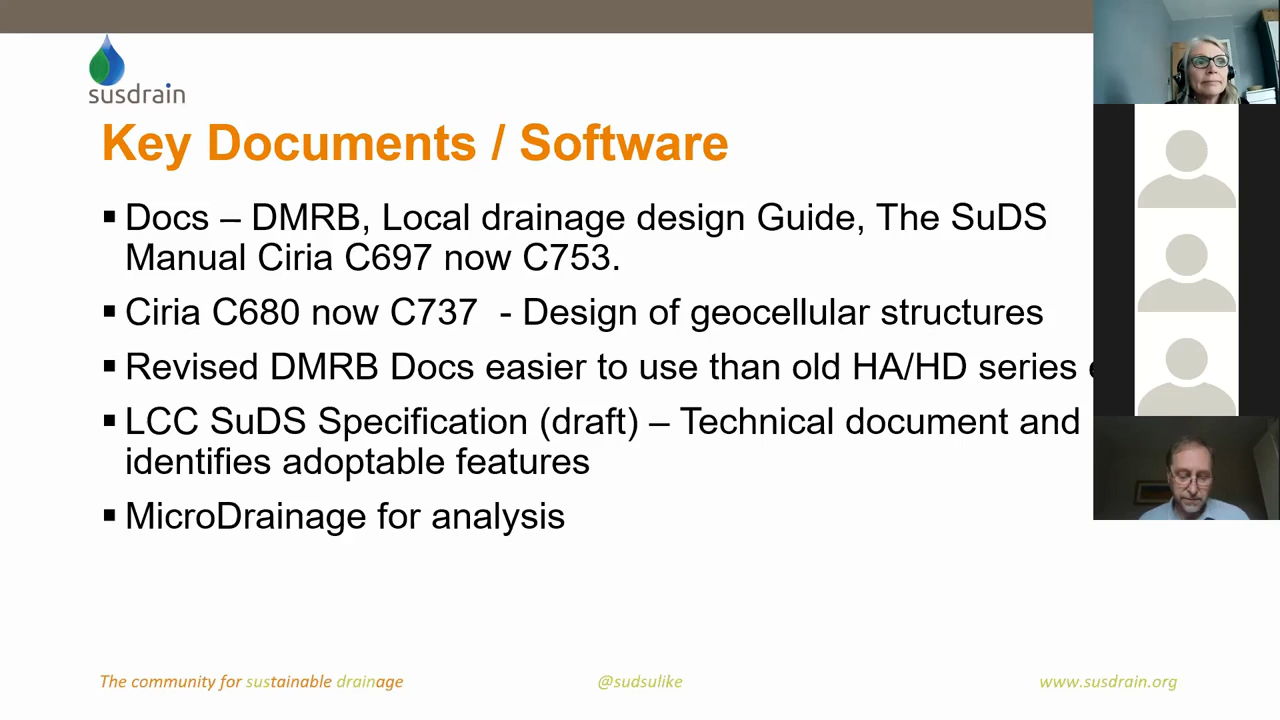 susdrain
Key Documents / Software
▪ Docs – DMRB, Local drainage design Guide, The SuDS
Manual Ciria C697 now C753.
▪ Ciria C680 now C737 - Design of geocellular structures
▪ Revised DMRB Docs easier to use than old HA/HD series
▪ LCC SuDS Specification (draft) – Technical document and
identifies adoptable features
▪ MicroDrainage for analysis
The community for sustainable drainage
@sudsulike
www.susdrain.org